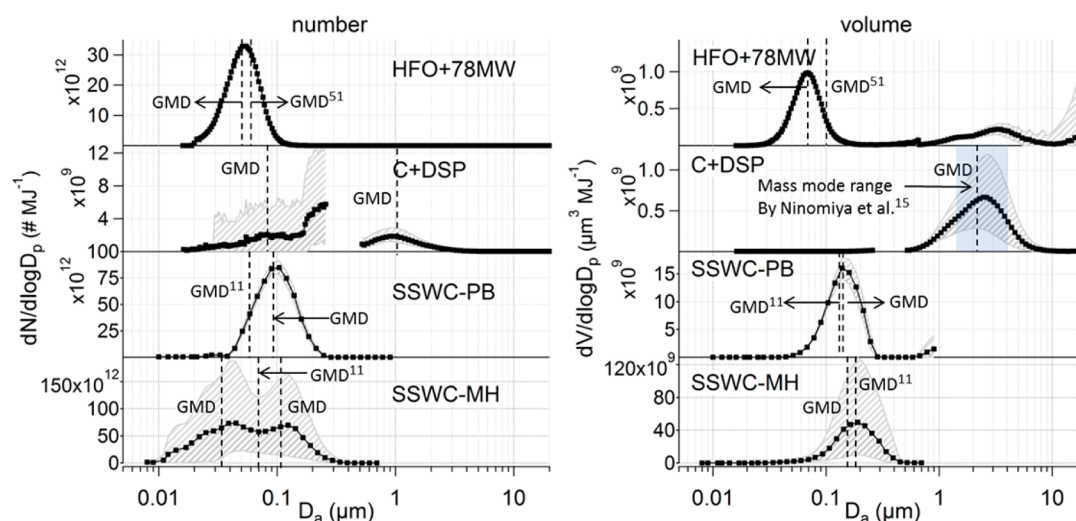 number
dN/dlogDp (# MJ⁻¹)
x10¹²
30
20
10
HFO+78MW
GMD
GMD⁵¹
x10⁹
12
8
4
C+DSP
GMD
GMD
x10¹²
100
75
50
25
SSWC-PB
GMD¹¹
GMD
150x10¹²
100
50
0
SSWC-MH
GMD¹¹
GMD
GMD
0.01
0.1
1
10
Da (µm)
volume
dV/dlogDp (µm³ MJ⁻¹)
x10⁹
1.0
0.5
HFO+78MW
GMD
GMD⁵¹
x10⁹
1.0
0.5
C+DSP
GMD
Mass mode range
By Ninomiya et al.¹⁵
x10⁹
15
10
5
SSWC-PB
GMD¹¹
GMD
120x10⁹
80
40
0
SSWC-MH
GMD¹¹
GMD
0.01
0.1
1
10
Da (µm)